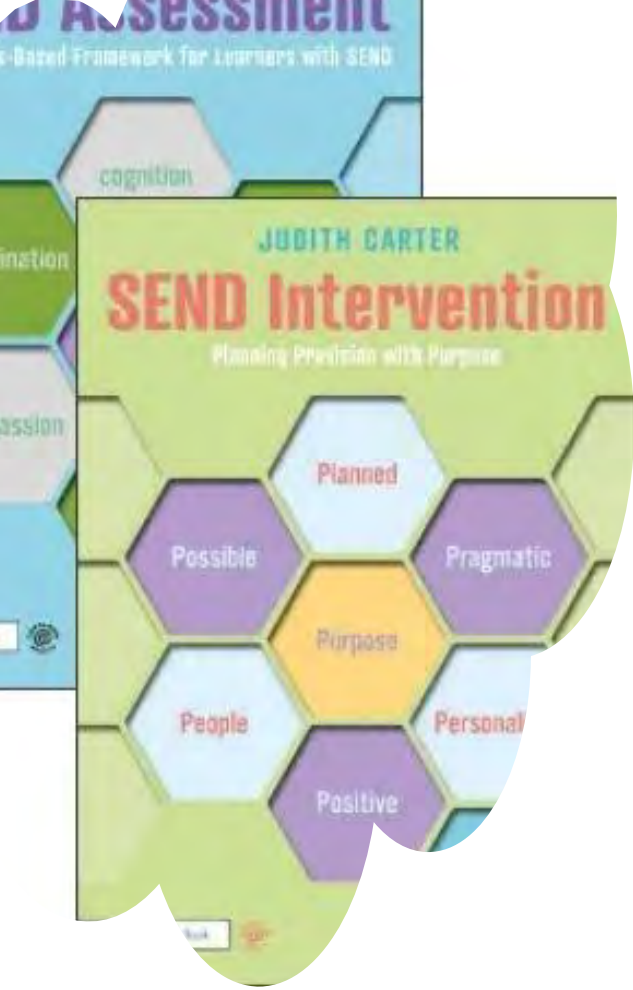 D Assessment
s-Based Framework for Learners with SEND
cognition
ination
assion
JUDITH CARTER
SEND Intervention
Planning Provision with Purpose
Planned
Possible
Pragmatic
Purpose
People
Personal
Positive